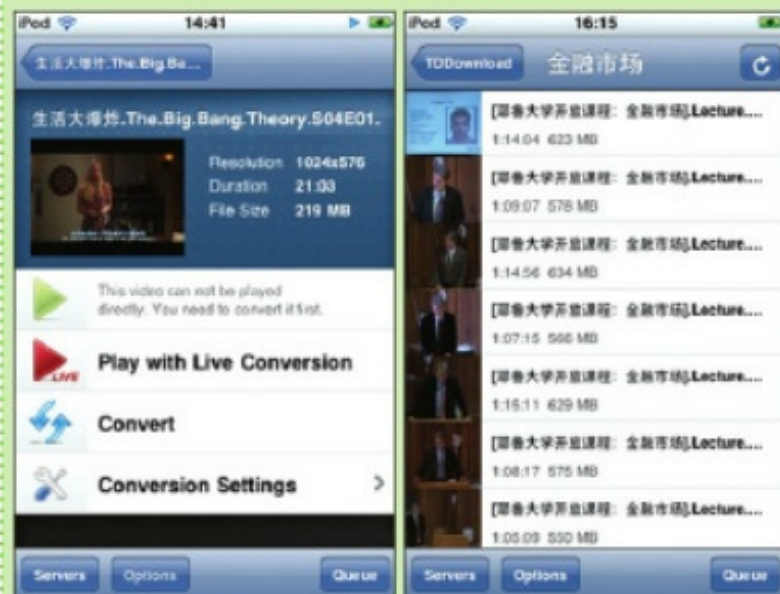 iPod
14:41
生活大爆炸.The.Big.Ba...
生活大爆炸.The.Big.Bang.Theory.S04E01.
Resolution 1024x576
Duration 21:03
File Size 219 MB
This video can not be played
directly. You need to convert it first.
LIVE
Play with Live Conversion
Convert
Conversion Settings
Servers
Options
Queue
iPod
16:15
TODownload
金融市场
[耶鲁大学开放课程：金融市场].Lecture....
1:14:04 623 MB
[耶鲁大学开放课程：金融市场].Lecture....
1:09:07 578 MB
[耶鲁大学开放课程：金融市场].Lecture....
1:14:56 634 MB
[耶鲁大学开放课程：金融市场].Lecture....
1:07:15 566 MB
[耶鲁大学开放课程：金融市场].Lecture....
1:15:11 629 MB
[耶鲁大学开放课程：金融市场].Lecture....
1:08:17 575 MB
[耶鲁大学开放课程：金融市场].Lecture....
1:05:09 550 MB
Servers
Options
Queue